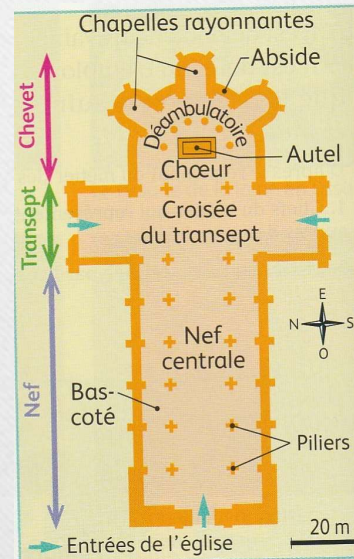 Chapelles rayonnantes
Abside
Déambulatoire
Chevet
Autel
Chœur
Transept
Croisée
du transept
E
N
S
O
Nef
centrale
Nef
Bas-
coté
Piliers
Entrées de l'église
20 m